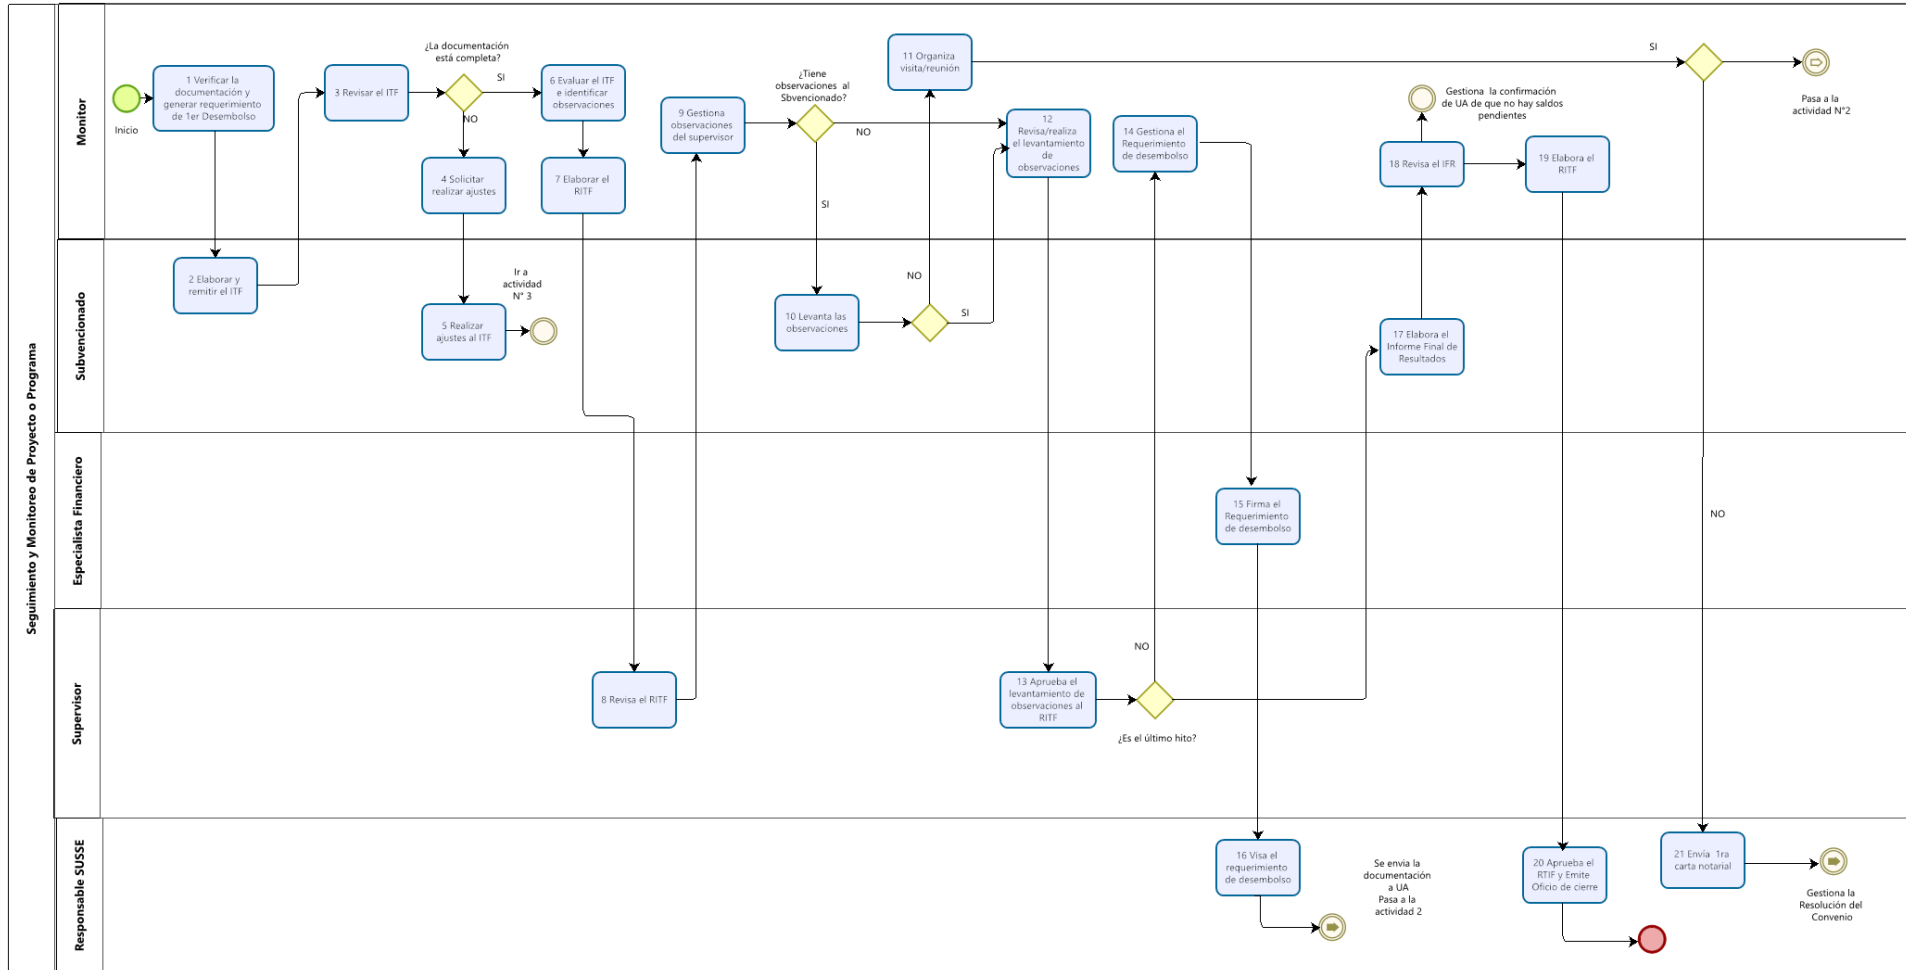 Seguimiento y Monitoreo de Proyecto o Programa
Monitor
Inicio
1 Verificar la
documentación y
generar requerimiento
de 1er Desembolso
3 Revisar el ITF
¿La documentación
está completa?
SI
NO
4 Solicitar
realizar ajustes
6 Evaluar el ITF
e identificar
observaciones
7 Elaborar el
RITF
9 Gestiona
observaciones
del supervisor
¿Tiene
observaciones al
Sbvencionado?
NO
SI
11 Organiza
visita/reunión
12
Revisa/realiza
el levantamiento
de
observaciones
14 Gestiona el
Requerimiento
de desembolso
Gestiona la confirmación
de UA de que no hay saldos
pendientes
18 Revisa el IFR
19 Elabora el
RITF
SI
Pasa a la
actividad N°2
Subvencionado
2 Elaborar y
remitir el ITF
5 Realizar
ajustes al ITF
Ir a
actividad
N° 3
10 Levanta las
observaciones
NO
SI
17 Elabora el
Informe Final de
Resultados
Especialista Financiero
15 Firma el
Requerimiento
de desembolso
NO
Supervisor
8 Revisa el RITF
13 Aprueba el
levantamiento de
observaciones al
RITF
NO
¿Es el último hito?
Responsable SUSSE
16 Visa el
requerimiento
de desembolso
Se envia la
documentación
a UA
Pasa a la
actividad 2
20 Aprueba el
RTIF y Emite
Oficio de cierre
21 Envía 1ra
carta notarial
Gestiona la
Resolución del
Convenio